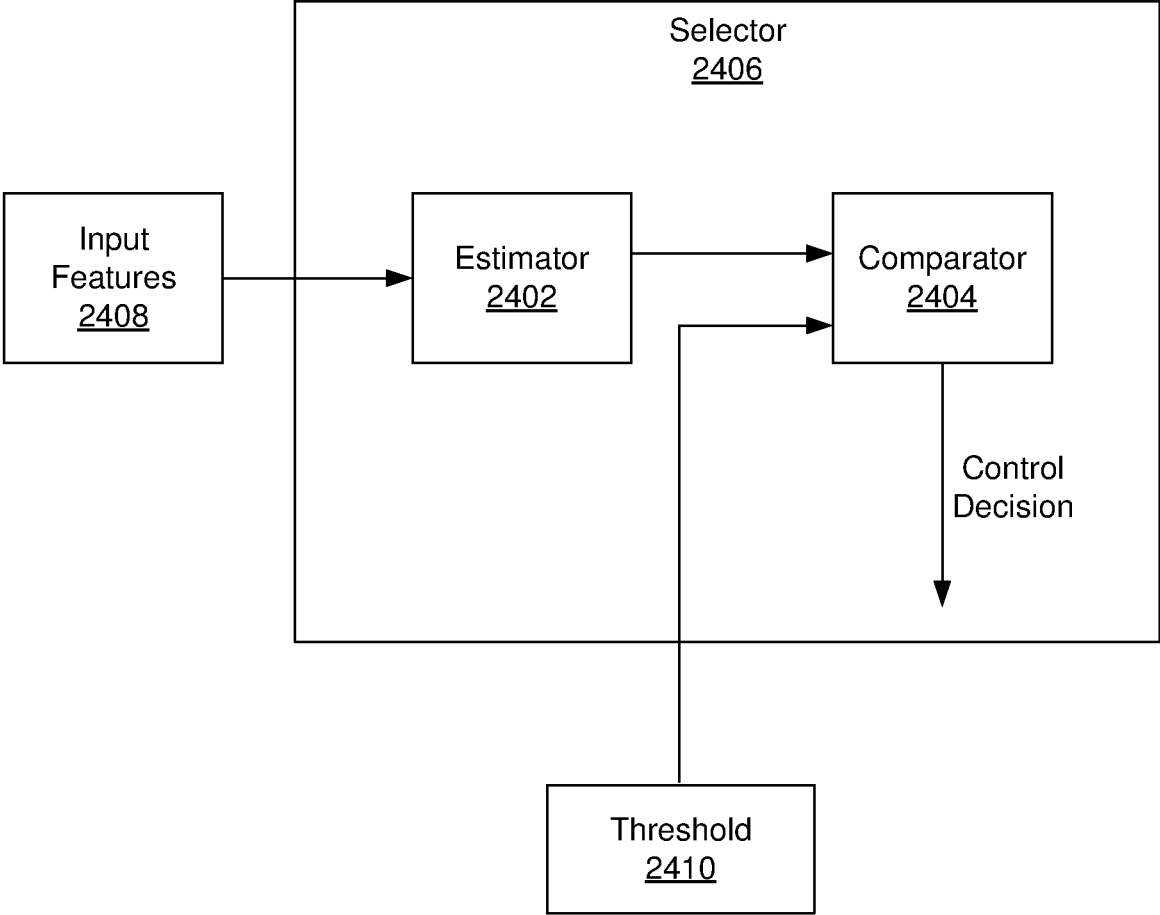 Selector
2406
Input
Features
2408
Estimator
2402
Comparator
2404
Control
Decision
Threshold
2410